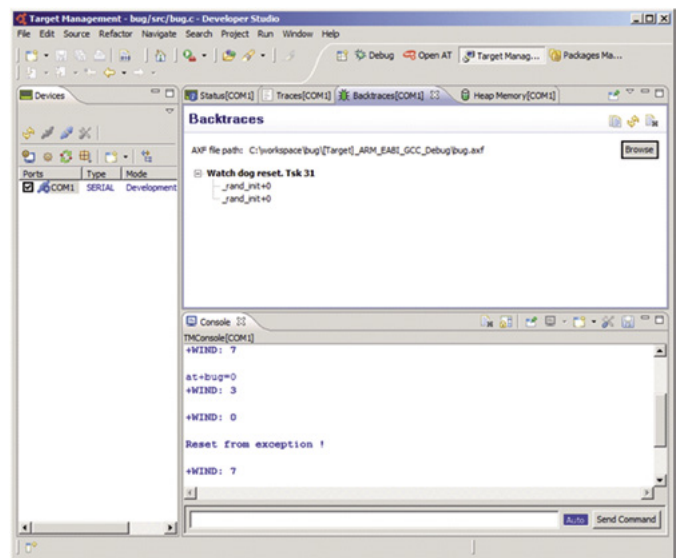 Target Management - bug/src/bug.c - Developer Studio
File Edit Source Refactor Navigate Search Project Run Window Help
Debug Open AT Target Manag... Packages Ma...
Devices
Ports Type Mode
COM1 SERIAL Development
Status[COM1] Traces[COM1] Backtraces[COM1] Heap Memory[COM1]
Backtraces
AXF file path: C:\workspace\bug\[Target]_ARM_EABI_GCC_Debug\bug.axf Browse
Watch dog reset. Tsk 31
_rand_init+0
_rand_init+0
Console
TMConsole[COM1]
+WIND: 7
at+bug=0
+WIND: 3
+WIND: 0
Reset from exception !
+WIND: 7
Auto Send Command